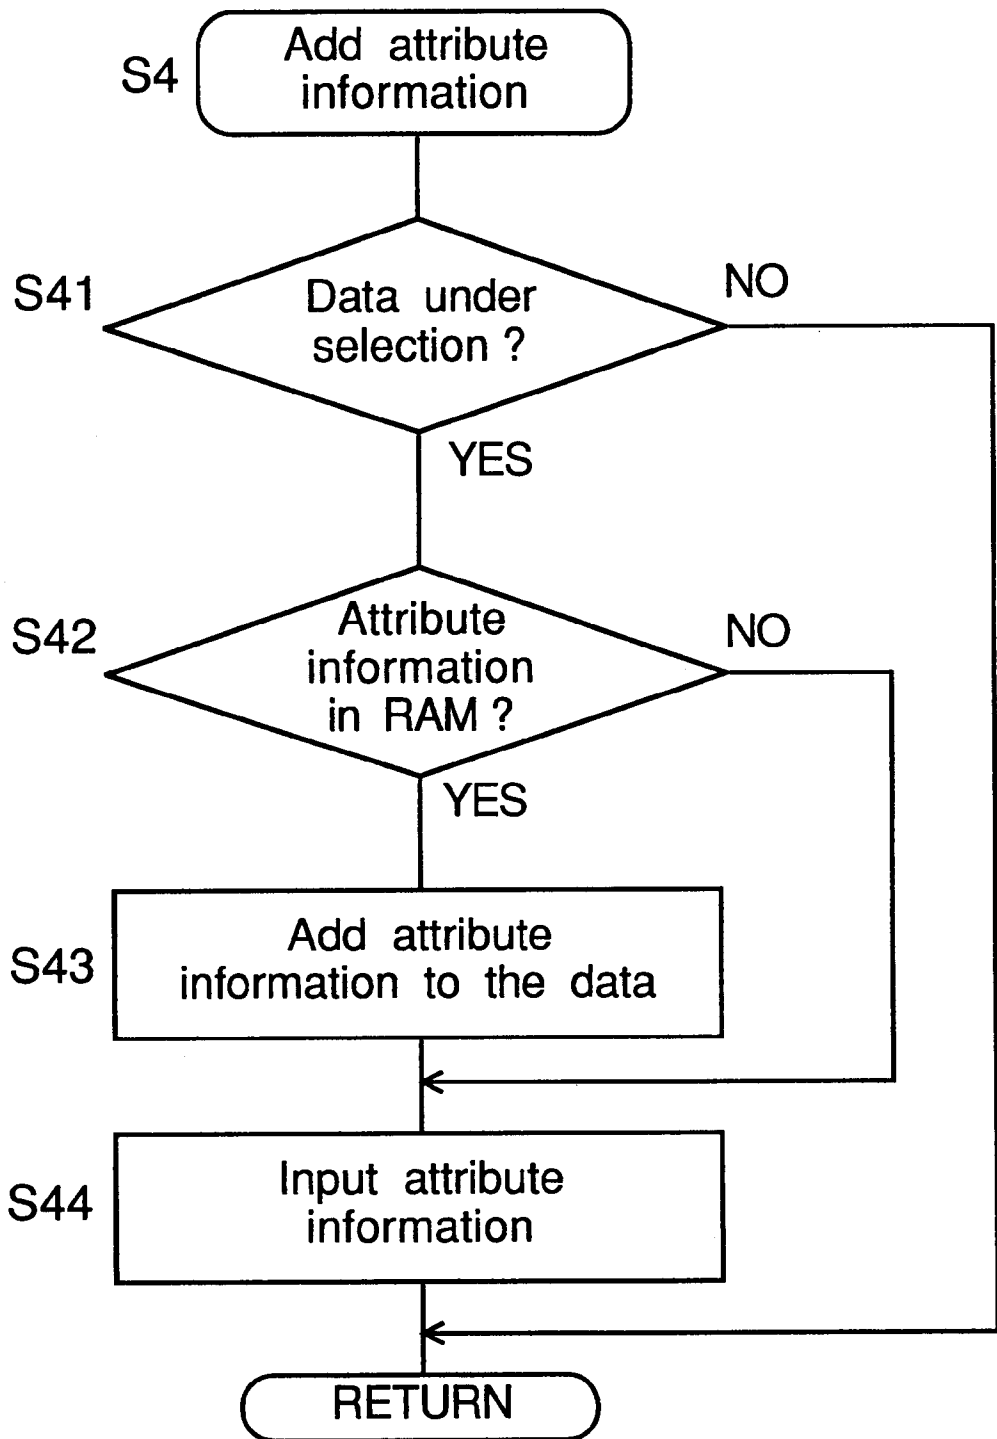 S4
Add attribute
information
S41
Data under
selection ?
NO
YES
S42
Attribute
information
in RAM ?
NO
YES
S43
Add attribute
information to the data
S44
Input attribute
information
RETURN